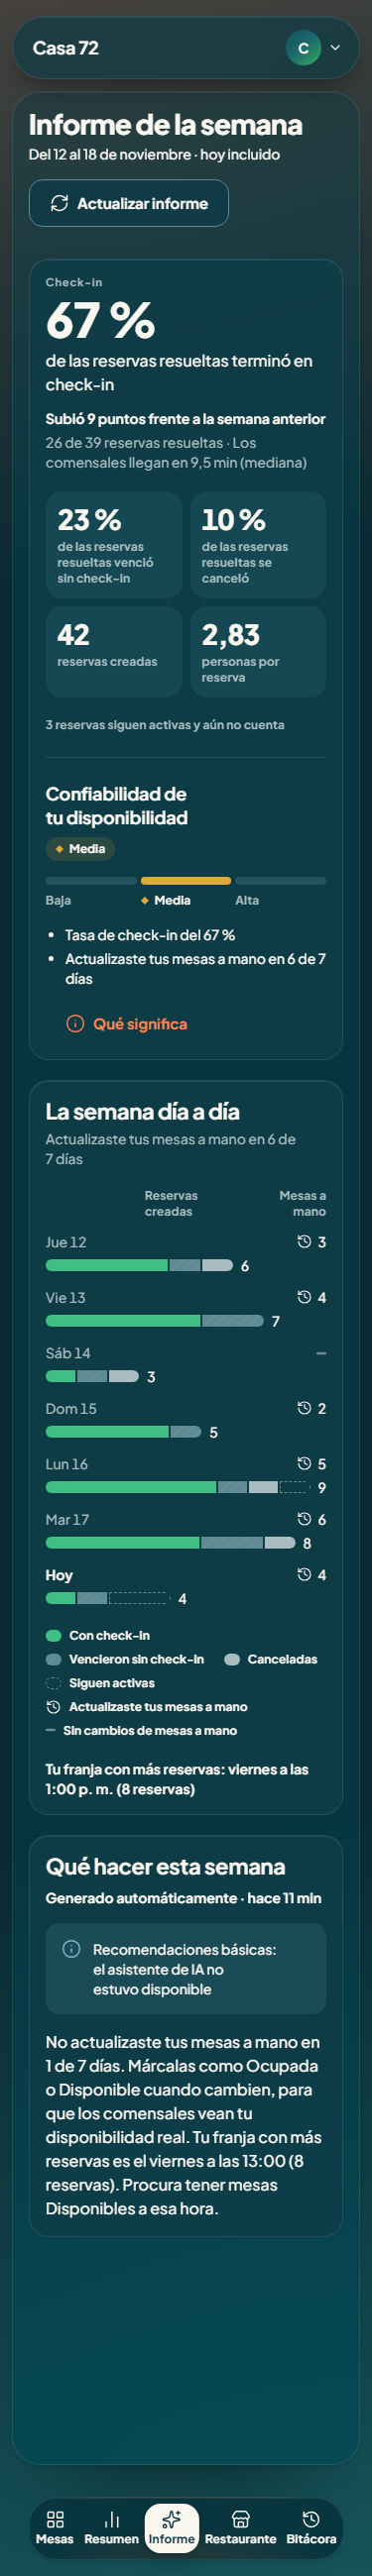 Casa 72
C
Informe de la semana
Del 12 al 18 de noviembre · hoy incluido
Actualizar informe
Check-in
67 %
de las reservas resueltas terminó en
check-in
Subió 9 puntos frente a la semana anterior
26 de 39 reservas resueltas · Los
comensales llegan en 9,5 min (mediana)
23 %
de las reservas
resueltas venció
sin check-in
10 %
de las reservas
resueltas se
canceló
42
reservas creadas
2,83
personas por
reserva
3 reservas siguen activas y aún no cuenta
Confiabilidad de
tu disponibilidad
Media
Baja
Media
Alta
• Tasa de check-in del 67 %
• Actualizaste tus mesas a mano en 6 de 7
días
Qué significa
La semana día a día
Actualizaste tus mesas a mano en 6 de
7 días
Reservas
creadas
Mesas a
mano
Jue 12
3
6
Vie 13
4
7
Sáb 14
–
3
Dom 15
2
5
Lun 16
5
9
Mar 17
6
8
Hoy
4
4
Con check-in
Vencieron sin check-in
Canceladas
Siguen activas
Actualizaste tus mesas a mano
– Sin cambios de mesas a mano
Tu franja con más reservas: viernes a las
1:00 p. m. (8 reservas)
Qué hacer esta semana
Generado automáticamente · hace 11 min
Recomendaciones básicas:
el asistente de IA no
estuvo disponible
No actualizaste tus mesas a mano en
1 de 7 días. Márcalas como Ocupada
o Disponible cuando cambien, para
que los comensales vean tu
disponibilidad real. Tu franja con más
reservas es el viernes a las 13:00 (8
reservas). Procura tener mesas
Disponibles a esa hora.
Mesas
Resumen
Informe
Restaurante
Bitácora